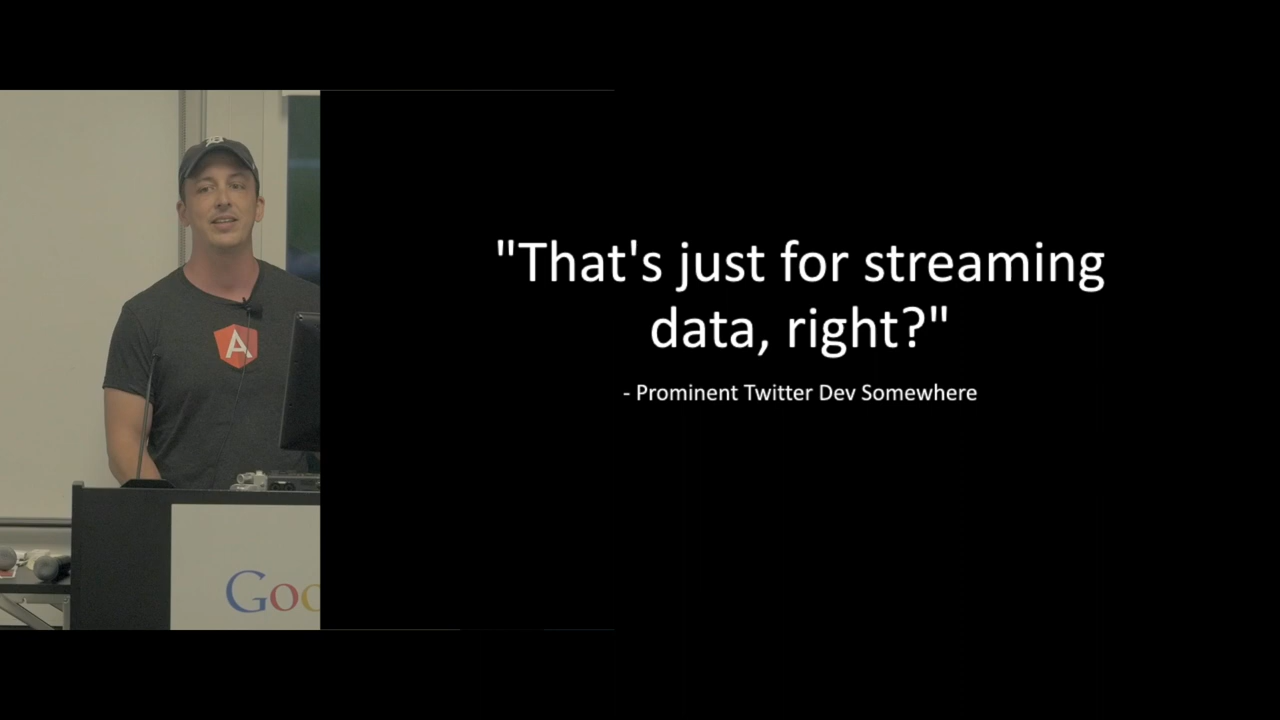 "That's just for streaming
data, right?"
- Prominent Twitter Dev Somewhere
A
Goo